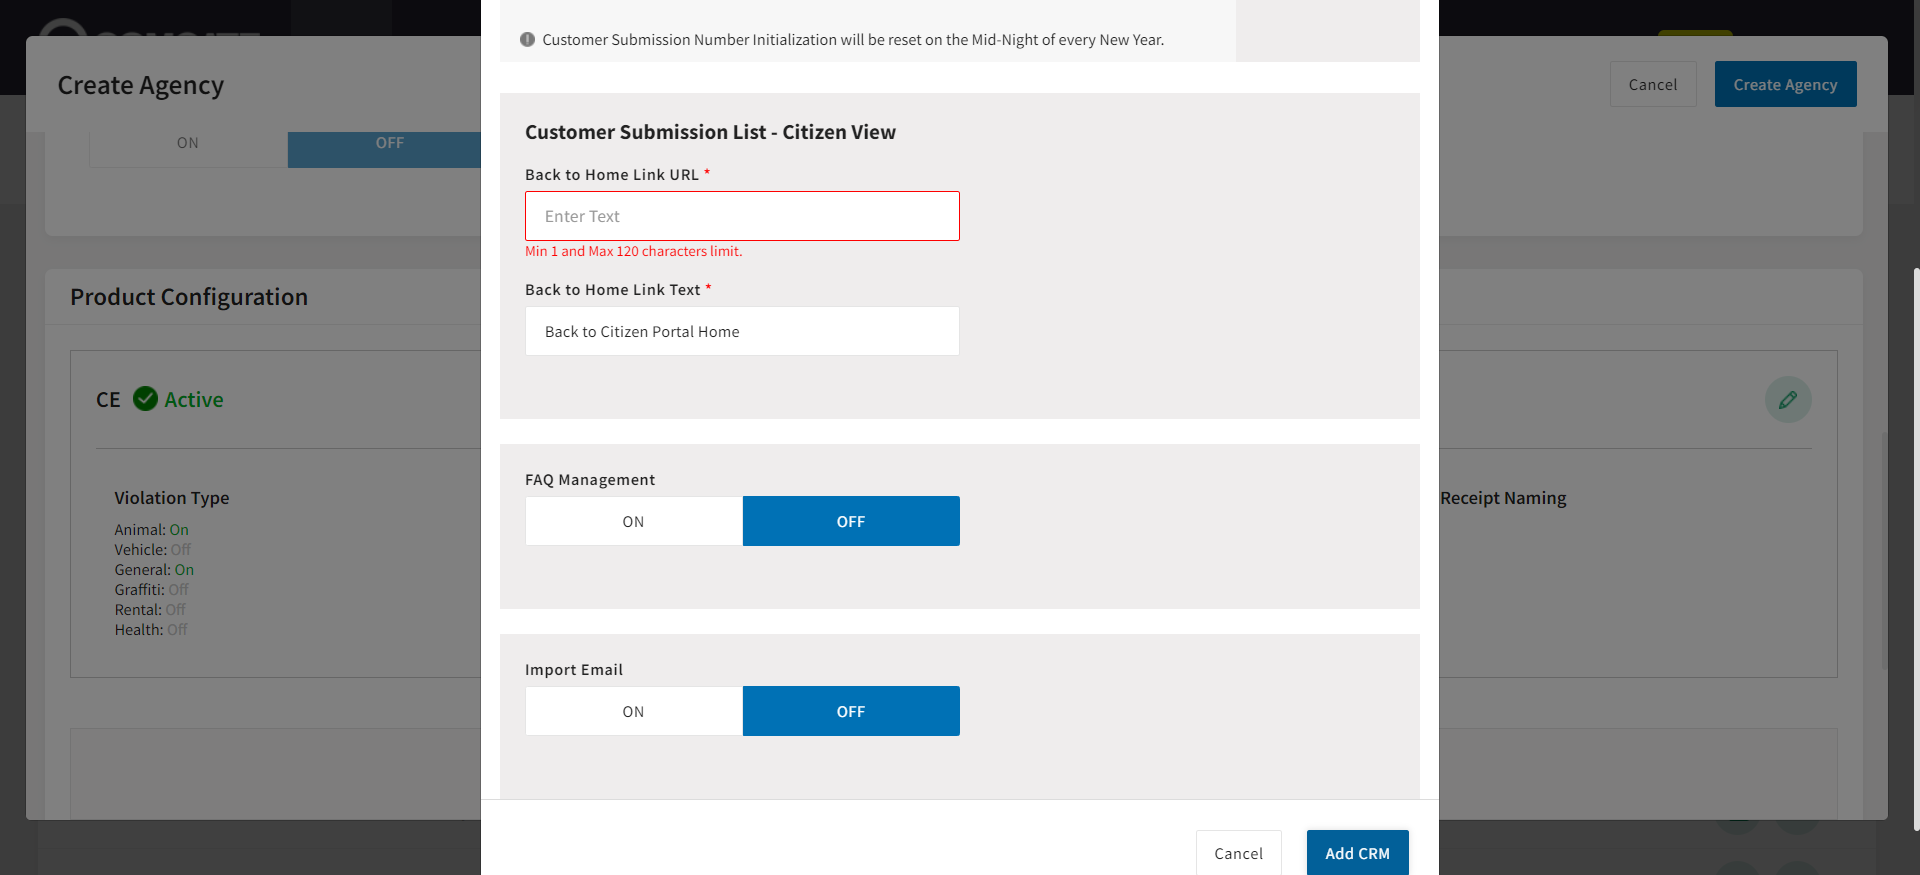 Customer Submission Number Initialization will be reset on the Mid-Night of every New Year.
Create Agency
Cancel
Create Agency
ON
OFF
Customer Submission List - Citizen View
Back to Home Link URL *
Enter Text
Min 1 and Max 120 characters limit.
Back to Home Link Text *
Back to Citizen Portal Home
Product Configuration
CE Active
Violation Type
Animal: On
Vehicle: Off
General: On
Graffiti: Off
Rental: Off
Health: Off
Receipt Naming
FAQ Management
ON
OFF
Import Email
ON
OFF
Cancel
Add CRM